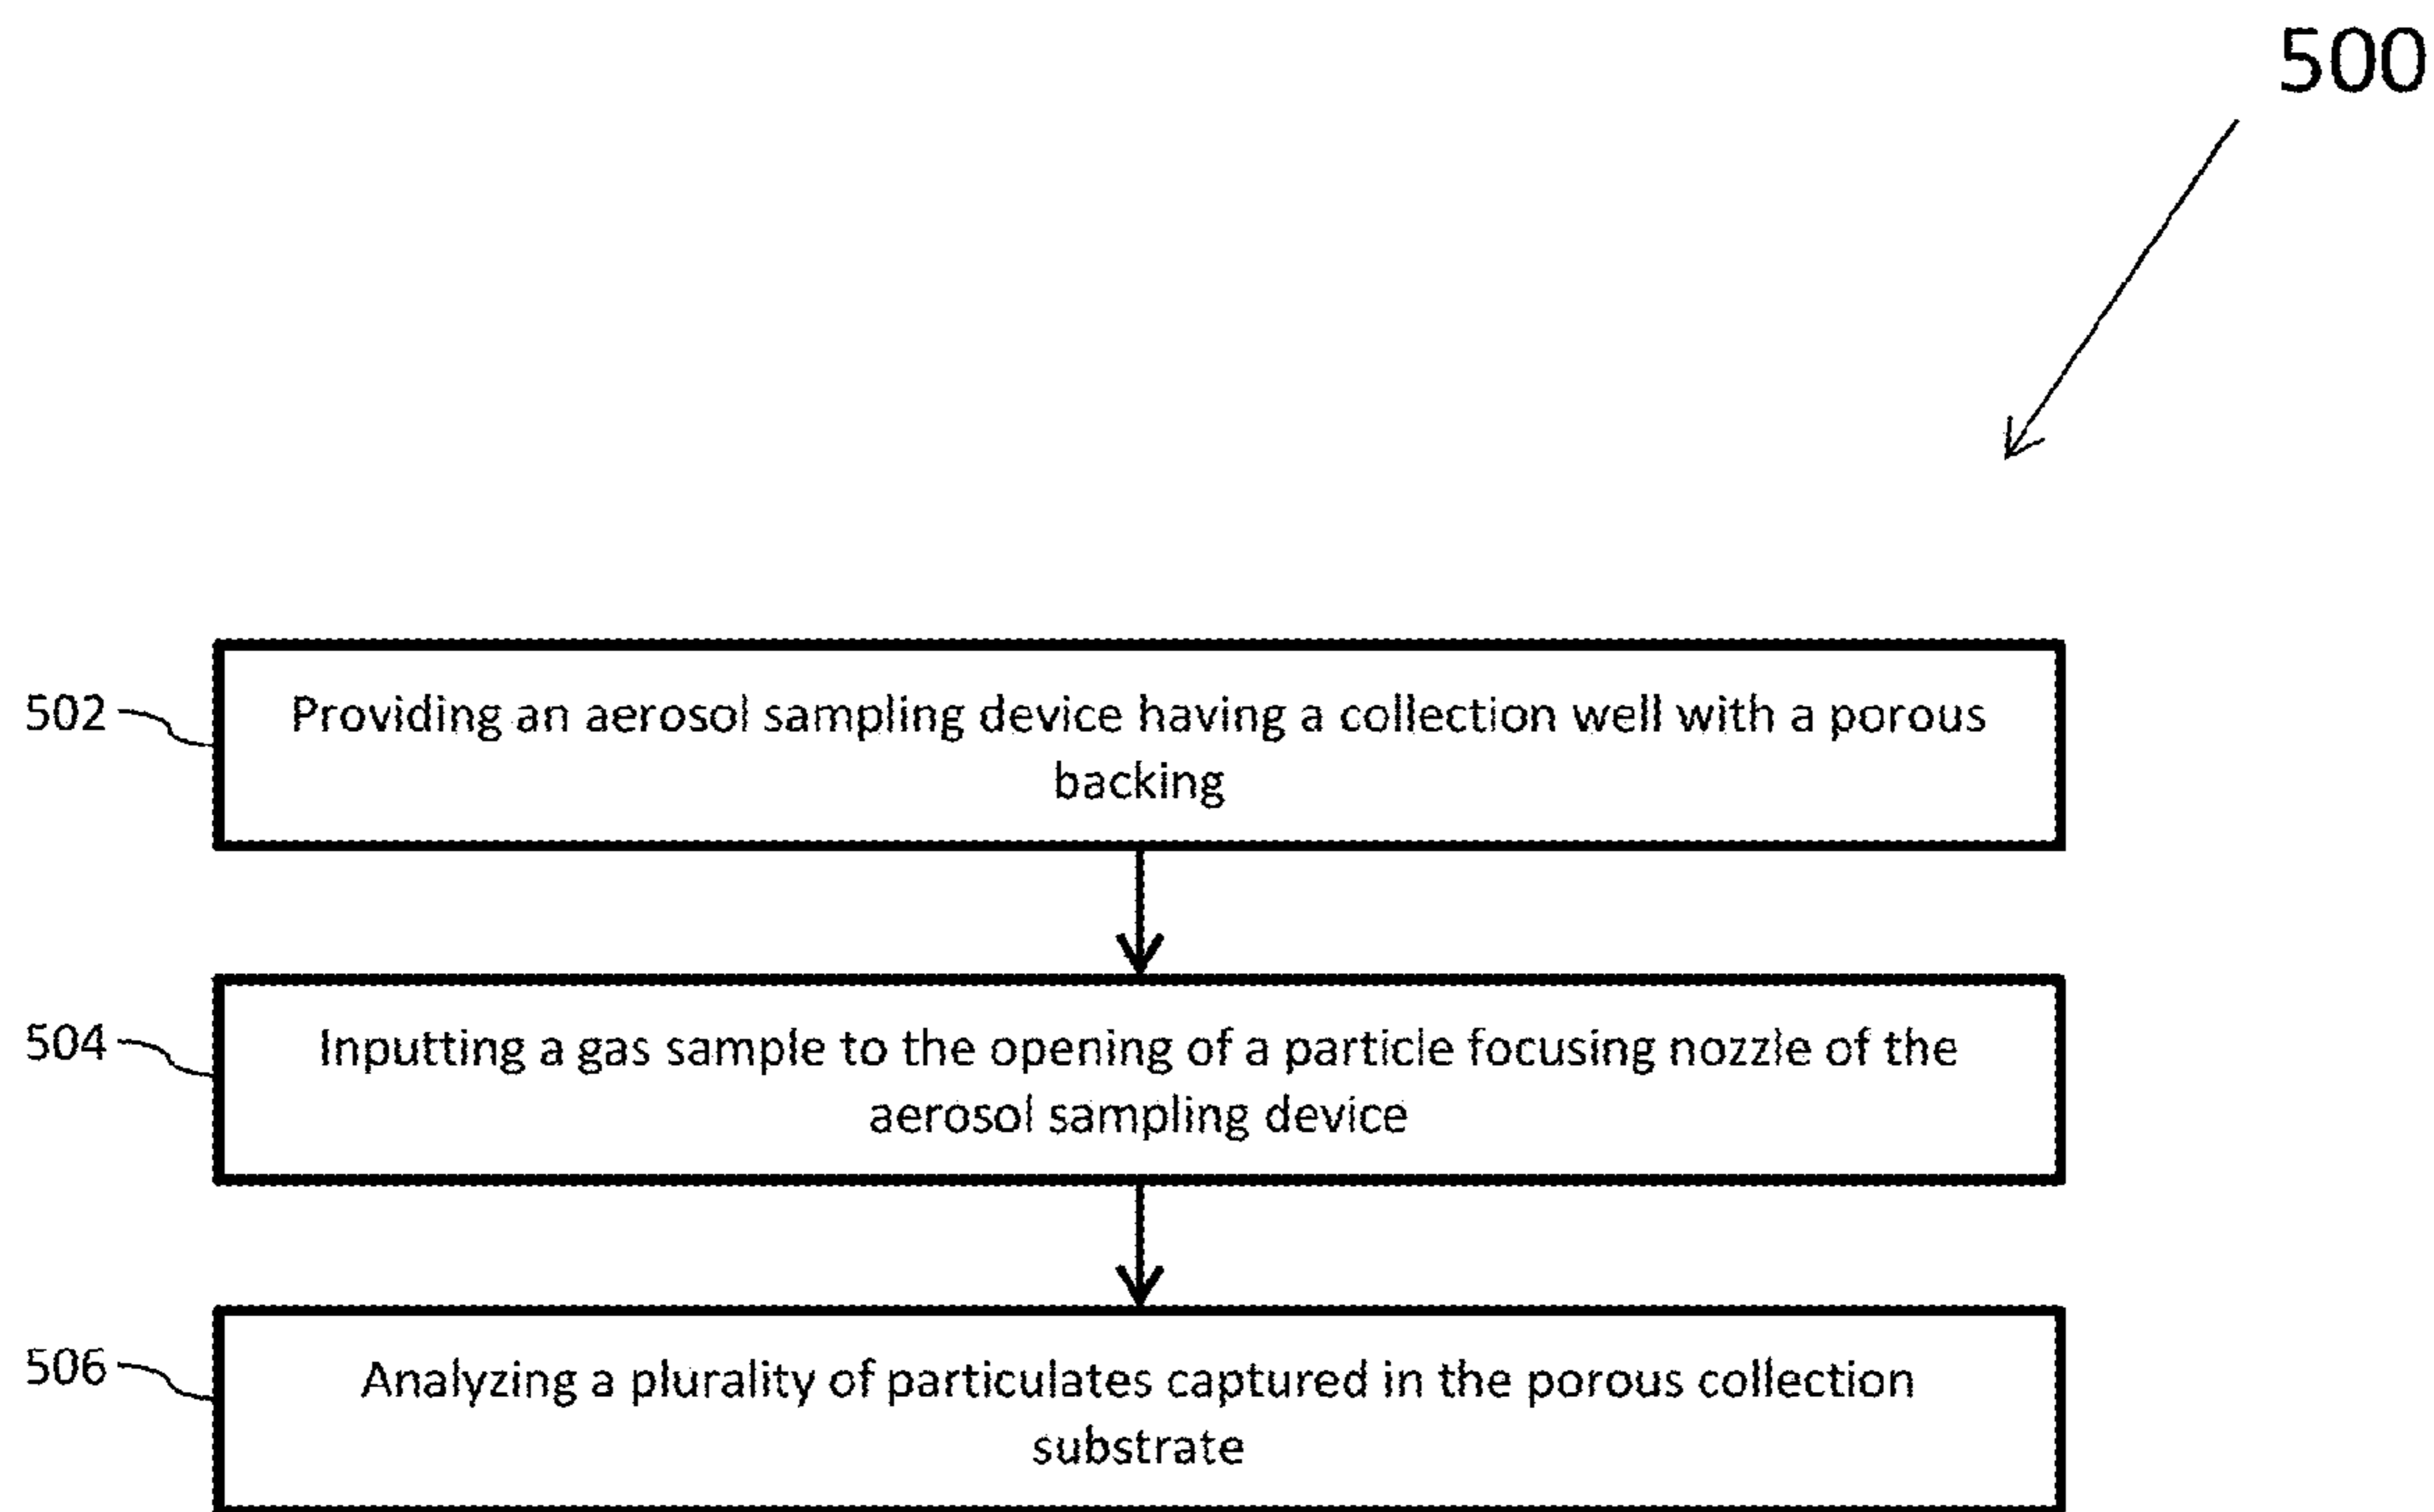 500
502
Providing an aerosol sampling device having a collection well with a porous
backing
504
Inputting a gas sample to the opening of a particle focusing nozzle of the
aerosol sampling device
506
Analyzing a plurality of particulates captured in the porous collection
substrate